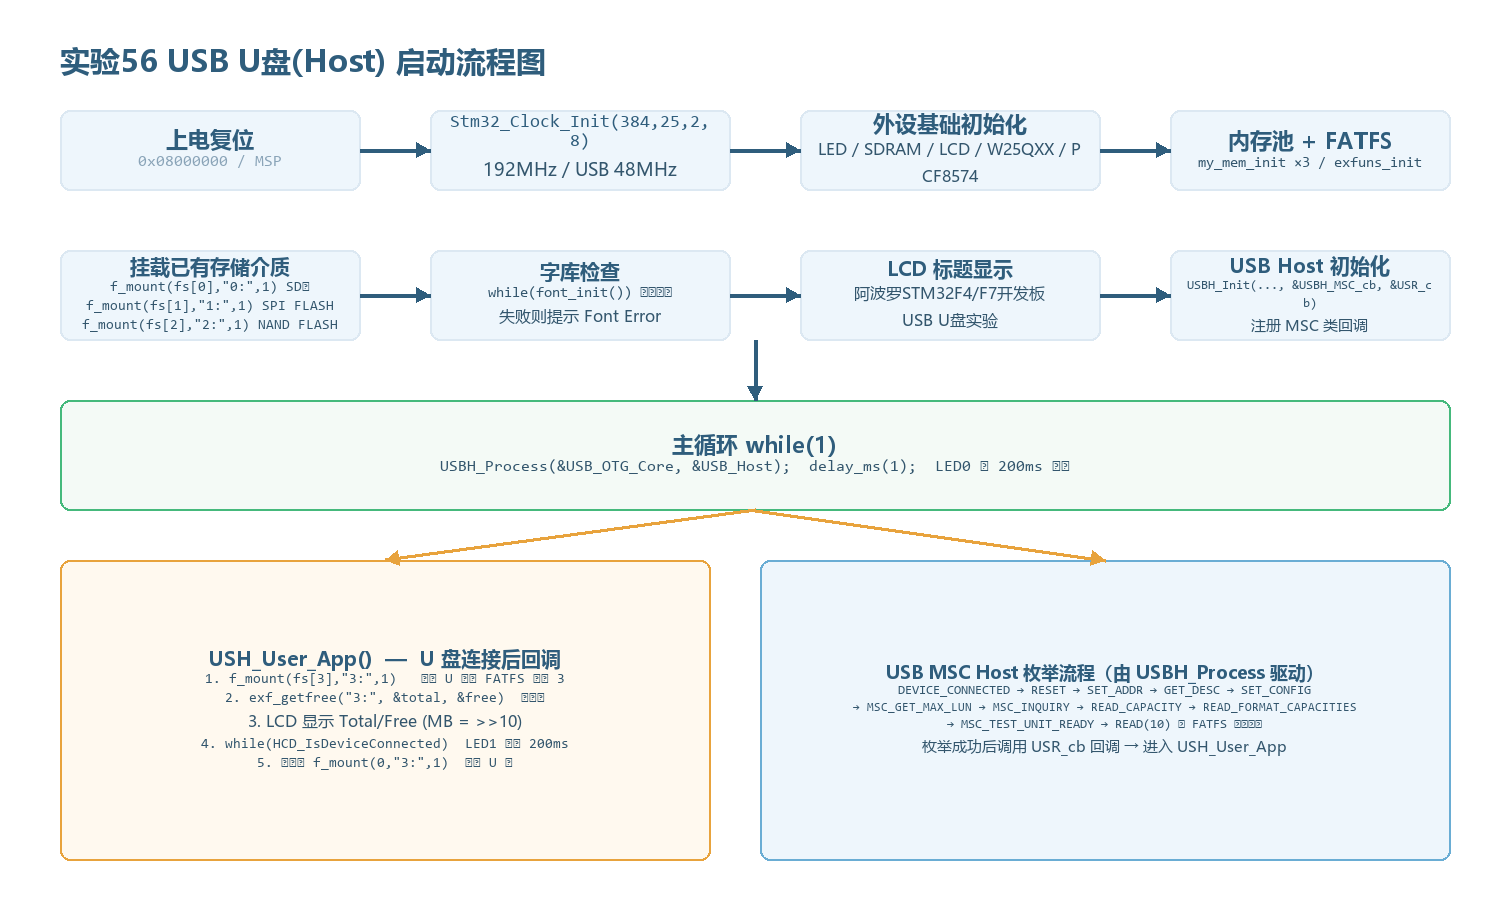 实验56 USB U盘(Host) 启动流程图
上电复位
0x08000000 / MSP
Stm32_Clock_Init(384,25,2,
8)
192MHz / USB 48MHz
外设基础初始化
LED / SDRAM / LCD / W25QXX / P
CF8574
内存池 + FATFS
my_mem_init ×3 / exfuns_init
挂载已有存储介质
f_mount(fs[0],"0:",1) SD
f_mount(fs[1],"1:",1) SPI FLASH
f_mount(fs[2],"2:",1) NAND FLASH
字库检查
while(font_init())
失败则提示 Font Error
LCD 标题显示
阿波罗STM32F4/F7开发板
USB U盘实验
USB Host 初始化
USBH_Init(..., &USBH_MSC_cb, &USR_c
b)
注册 MSC 类回调
主循环 while(1)
USBH_Process(&USB_OTG_Core, &USB_Host); delay_ms(1); LED0 200ms
USH_User_App() — U 盘连接后回调
1. f_mount(fs[3],"3:",1) U FATFS 3
2. exf_getfree("3:", &total, &free)
3. LCD 显示 Total/Free (MB = >>10)
4. while(HCD_IsDeviceConnected) LED1 200ms
5. f_mount(0,"3:",1) U
USB MSC Host 枚举流程（由 USBH_Process 驱动）
DEVICE_CONNECTED → RESET → SET_ADDR → GET_DESC → SET_CONFIG
→ MSC_GET_MAX_LUN → MSC_INQUIRY → READ_CAPACITY → READ_FORMAT_CAPACITIES
→ MSC_TEST_UNIT_READY → READ(10) FATFS
枚举成功后调用 USR_cb 回调 → 进入 USH_User_App